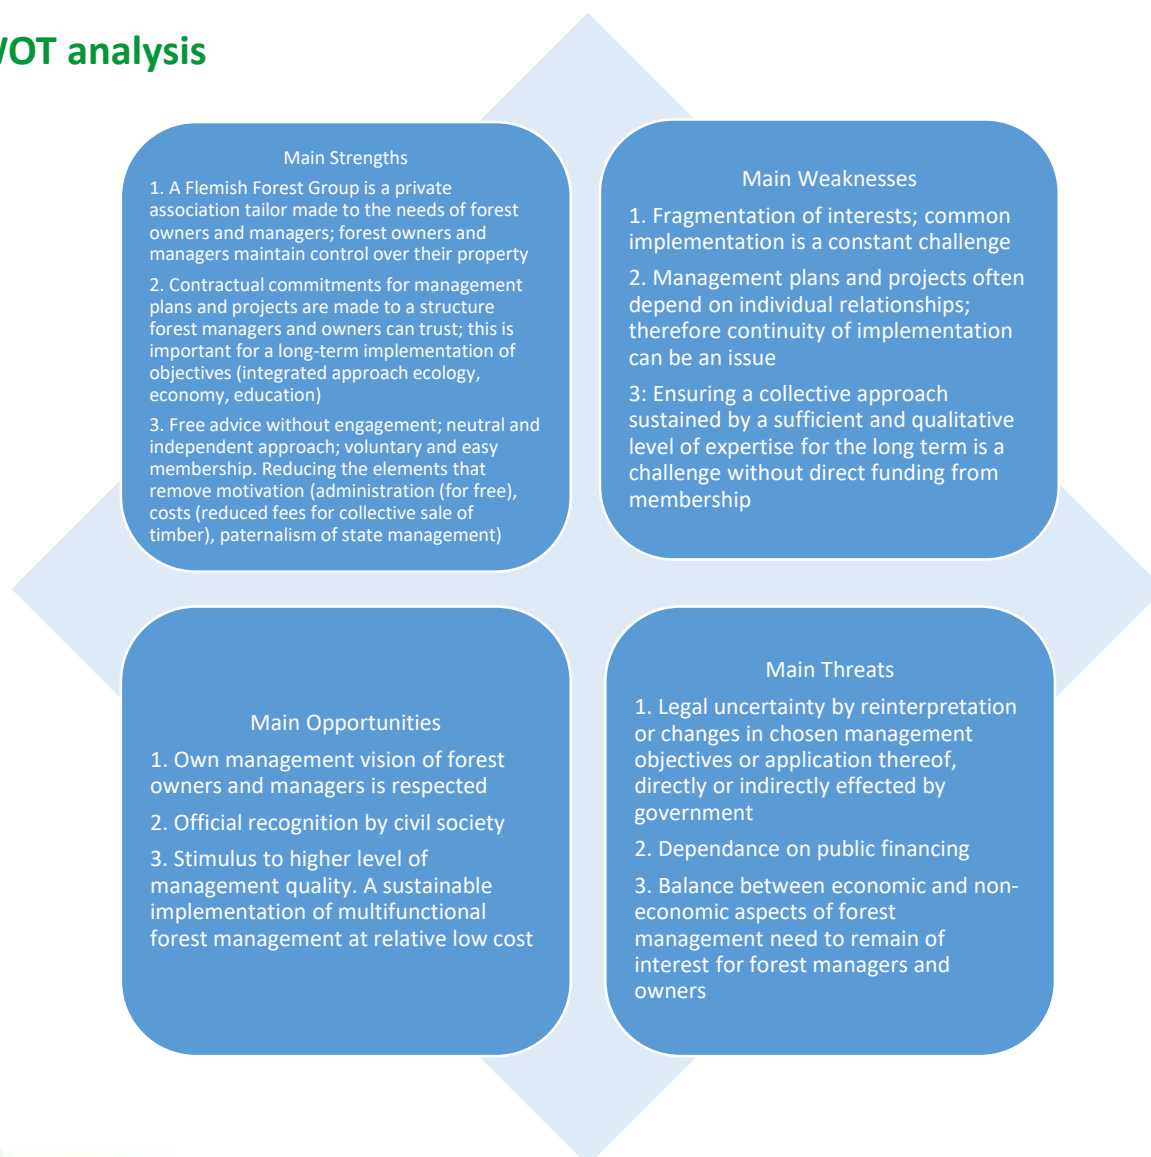 WOT analysis
Main Strengths
1. A Flemish Forest Group is a private
association tailor made to the needs of forest
owners and managers; forest owners and
managers maintain control over their property
2. Contractual commitments for management
plans and projects are made to a structure
forest managers and owners can trust; this is
important for a long-term implementation of
objectives (integrated approach ecology,
economy, education)
3. Free advice without engagement; neutral and
independent approach; voluntary and easy
membership. Reducing the elements that
remove motivation (administration (for free),
costs (reduced fees for collective sale of
timber), paternalism of state management)
Main Weaknesses
1. Fragmentation of interests; common
implementation is a constant challenge
2. Management plans and projects often
depend on individual relationships;
therefore continuity of implementation
can be an issue
3: Ensuring a collective approach
sustained by a sufficient and qualitative
level of expertise for the long term is a
challenge without direct funding from
membership
Main Opportunities
1. Own management vision of forest
owners and managers is respected
2. Official recognition by civil society
3. Stimulus to higher level of
management quality. A sustainable
implementation of multifunctional
forest management at relative low cost
Main Threats
1. Legal uncertainty by reinterpretation
or changes in chosen management
objectives or application thereof,
directly or indirectly effected by
government
2. Dependance on public financing
3. Balance between economic and non-
economic aspects of forest
management need to remain of
interest for forest managers and
owners